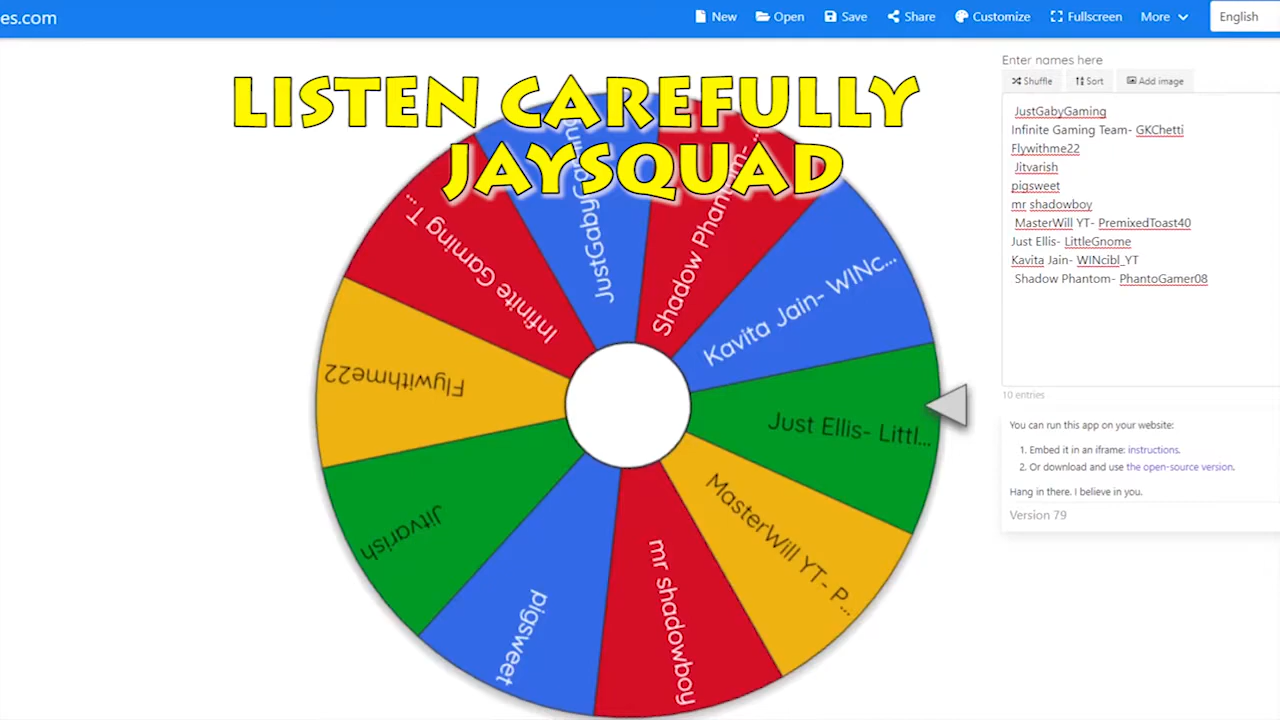 es.com
New Open Save Share Customize Fullscreen More English
LISTEN CAREFULLY
JAYSQUAD
Enter names here
Shuffle Sort Add image
JustGabyGaming
Infinite Gaming Team- GKChetti
Flywithme22
Jitvarish
pigsweet
mr shadowboy
MasterWill YT- PremixedToast40
Just Ellis- LittleGnome
Kavita Jain- WINcibl_YT
Shadow Phantom- PhantoGamer08
10 entries
You can run this app on your website:
1. Embed it in an iframe: instructions.
2. Or download and use the open-source version.
Hang in there. I believe in you.
Version 79
JustGabyGaming
Shadow Phantom- ...
Kavita Jain- WINc...
Just Ellis- Littl...
MasterWill YT- P...
mr shadowboy
pigsweet
Jitvarish
Flywithme22
Infinite Gaming T...